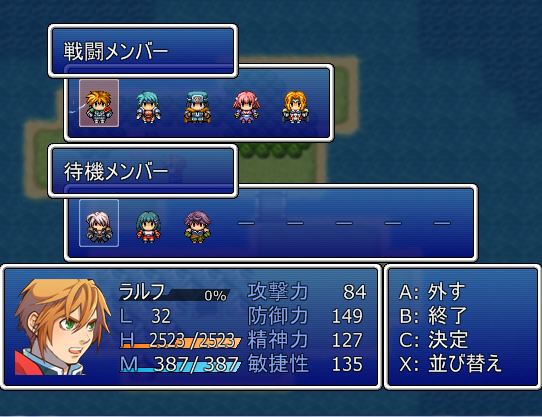 戦闘メンバー
待機メンバー
ラルフ 0% 攻撃力 84
L 32 防御力 149
H 2523/2523 精神力 127
M 387/387 敏捷性 135
A: 外す
B: 終了
C: 決定
X: 並び替え